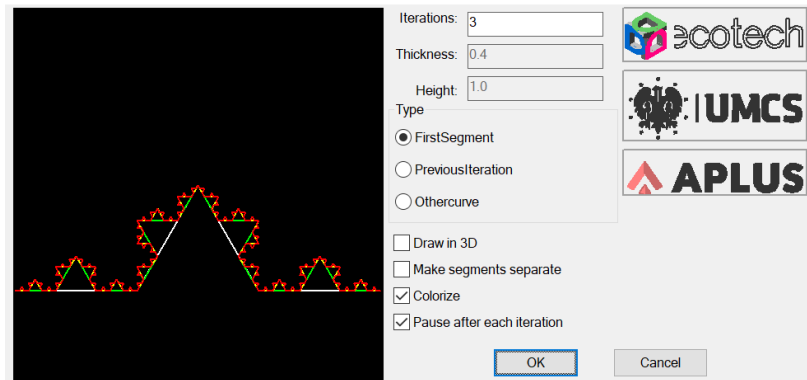 Iterations: 3
Thickness: 0.4
Height: 1.0
Type
FirstSegment
PreviousIteration
Othercurve
Draw in 3D
Make segments separate
Colorize
Pause after each iteration
OK Cancel
ecotech
UMCS
APLUS